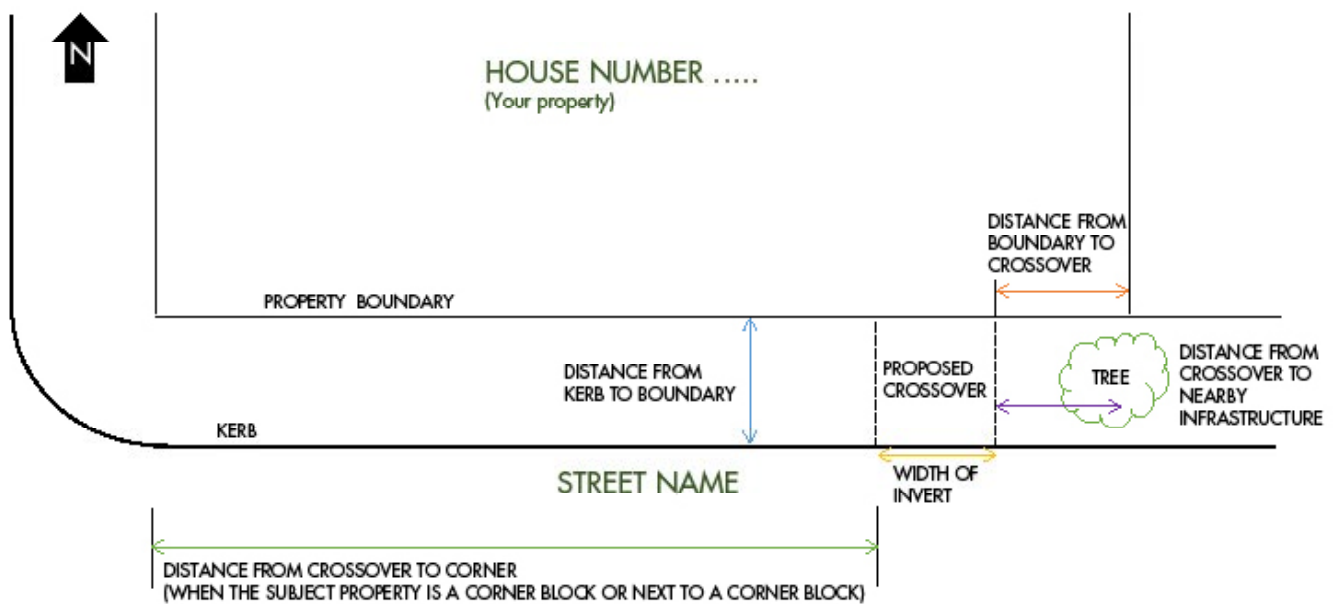 N
HOUSE NUMBER .....
(Your property)
DISTANCE FROM
BOUNDARY TO
CROSSOVER
PROPERTY BOUNDARY
DISTANCE FROM
KERB TO BOUNDARY
PROPOSED
CROSSOVER
TREE
DISTANCE FROM
CROSSOVER TO
NEARBY
INFRASTRUCTURE
KERB
STREET NAME
WIDTH OF
INVERT
DISTANCE FROM CROSSOVER TO CORNER
(WHEN THE SUBJECT PROPERTY IS A CORNER BLOCK OR NEXT TO A CORNER BLOCK)